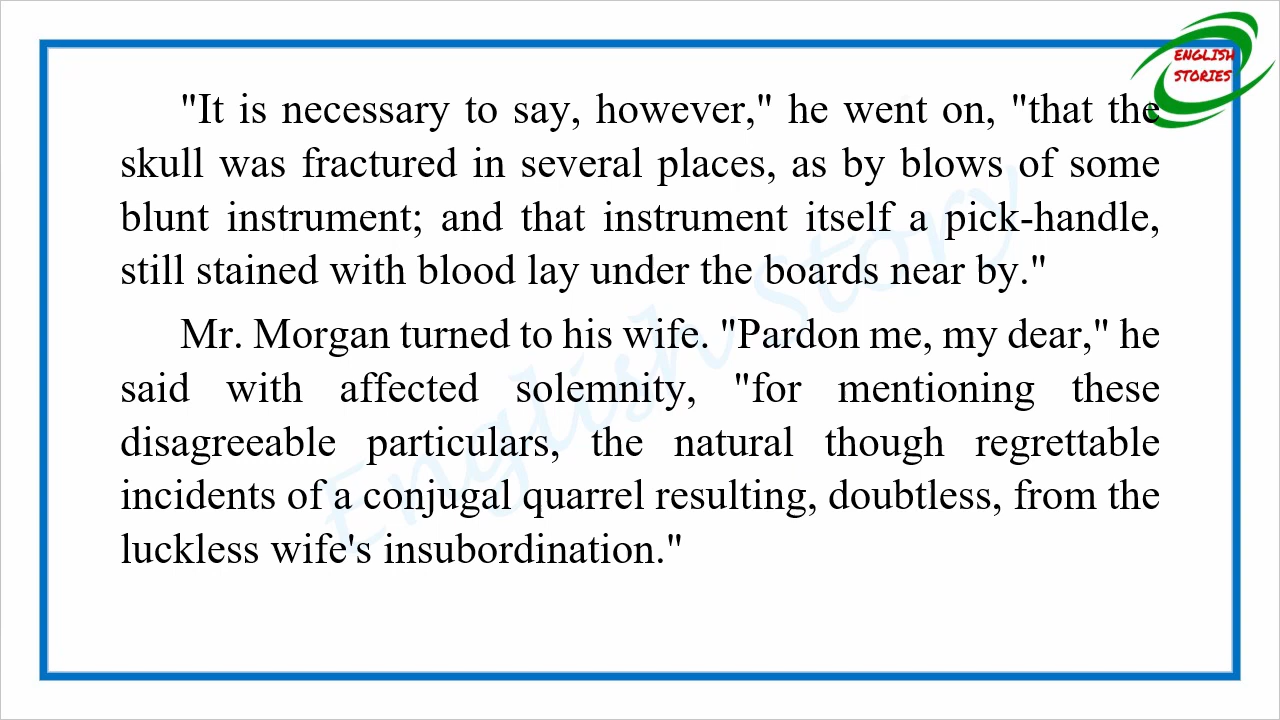 ENGLISH
STORIES
"It is necessary to say, however," he went on, "that the
skull was fractured in several places, as by blows of some
blunt instrument; and that instrument itself a pick-handle,
still stained with blood lay under the boards near by."
Mr. Morgan turned to his wife. "Pardon me, my dear," he
said with affected solemnity, "for mentioning these
disagreeable particulars, the natural though regrettable
incidents of a conjugal quarrel resulting, doubtless, from the
luckless wife's insubordination."
English Story